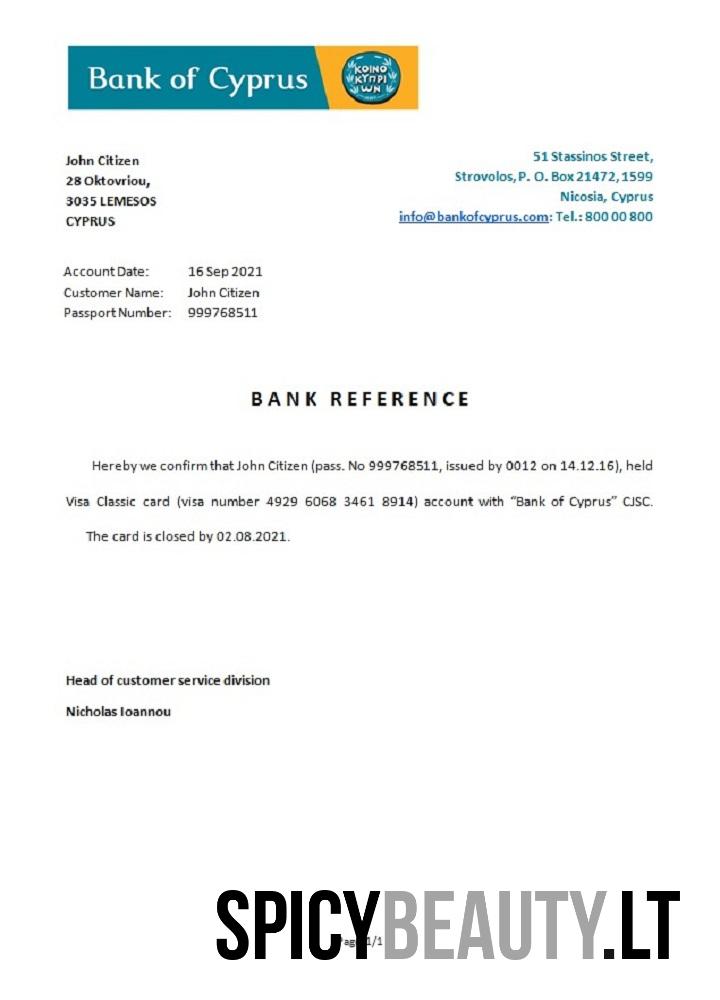 Bank of Cyprus
KOINO
KYΠPI
ωN
John Citizen
28 Oktovriou,
3035 LEMESOS
CYPRUS
51 Stassinos Street,
Strovolos, P. O. Box 21472, 1599
Nicosia, Cyprus
info@bankofcyprus.com: Tel.: 800 00 800
Account Date: 16 Sep 2021
Customer Name: John Citizen
Passport Number: 999768511
BANK REFERENCE
Hereby we confirm that John Citizen (pass. No 999768511, issued by 0012 on 14.12.16), held
Visa Classic card (visa number 4929 6068 3461 8914) account with “Bank of Cyprus” CJSC.
The card is closed by 02.08.2021.
Head of customer service division
Nicholas Ioannou
Page 1/1
SPICYBEAUTY.LT